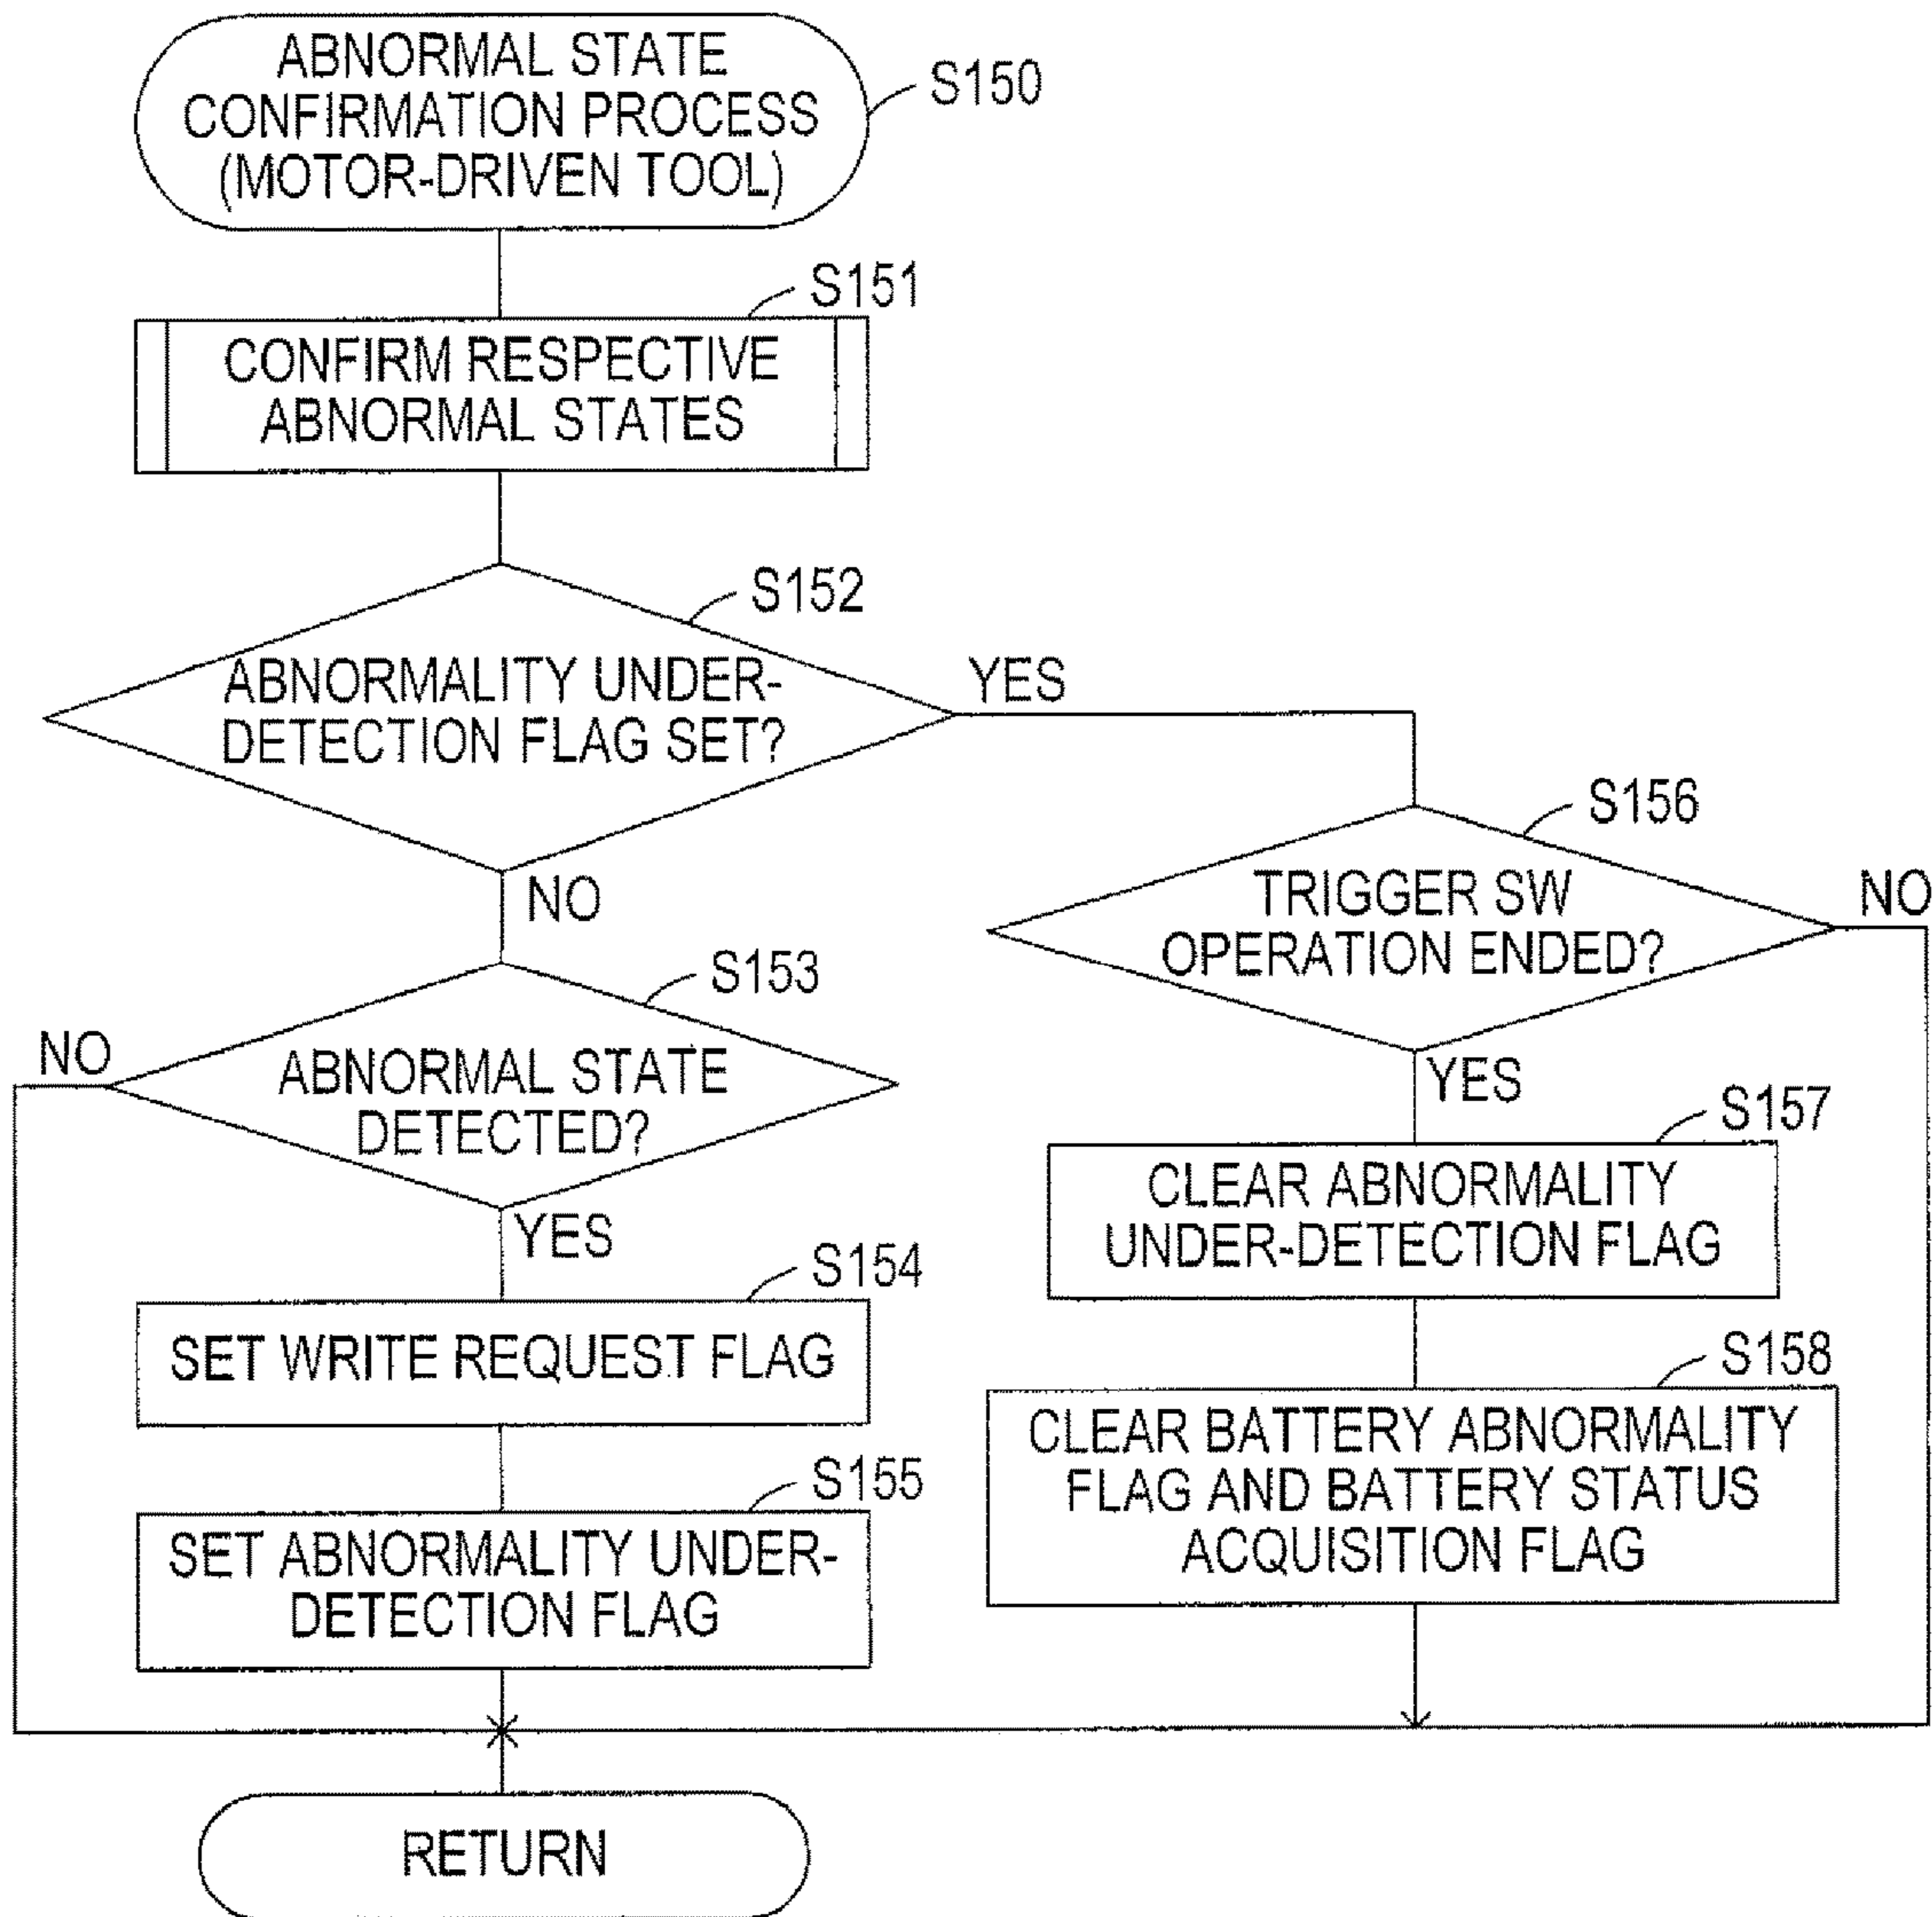 ABNORMAL STATE
CONFIRMATION PROCESS
(MOTOR-DRIVEN TOOL)
S150
S151
CONFIRM RESPECTIVE
ABNORMAL STATES
S152
ABNORMALITY UNDER-
DETECTION FLAG SET?
YES
NO
S156
TRIGGER SW
OPERATION ENDED?
NO
YES
S153
NO
ABNORMAL STATE
DETECTED?
YES
S154
SET WRITE REQUEST FLAG
S155
SET ABNORMALITY UNDER-
DETECTION FLAG
S157
CLEAR ABNORMALITY
UNDER-DETECTION FLAG
S158
CLEAR BATTERY ABNORMALITY
FLAG AND BATTERY STATUS
ACQUISITION FLAG
RETURN